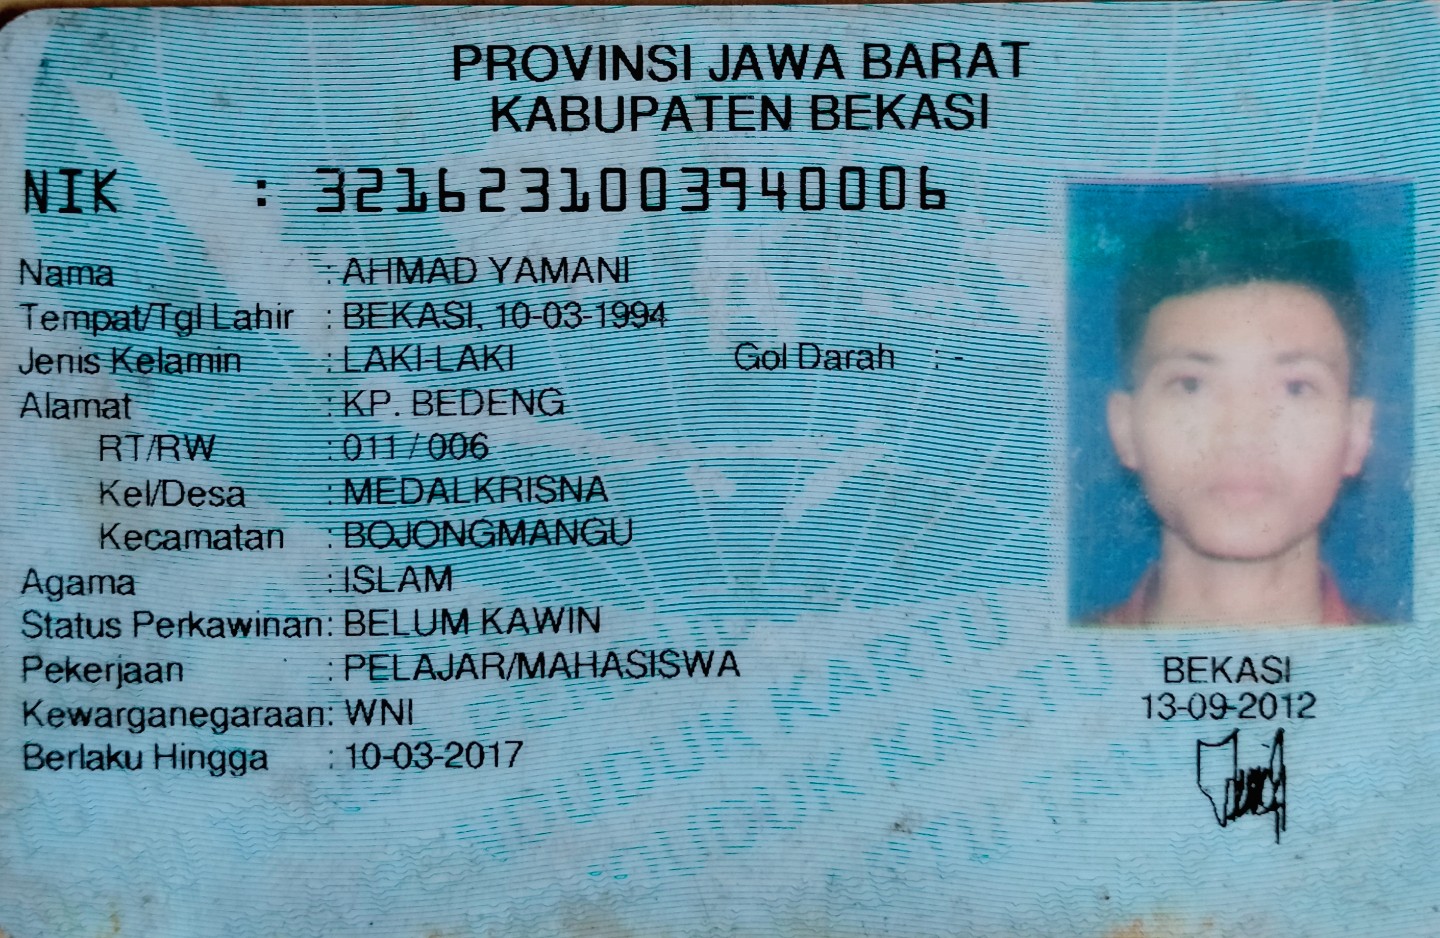 PROVINSI JAWA BARAT
KABUPATEN BEKASI
NIK : 3216231003940006
Nama : AHMAD YAMANI
Tempat/Tgl Lahir : BEKASI, 10-03-1994
Jenis Kelamin : LAKI-LAKI Gol Darah : -
Alamat : KP. BEDENG
RT/RW : 011 / 006
Kel/Desa : MEDALKRISNA
Kecamatan : BOJONGMANGU
Agama : ISLAM
Status Perkawinan: BELUM KAWIN
Pekerjaan : PELAJAR/MAHASISWA
Kewarganegaraan: WNI
Berlaku Hingga : 10-03-2017
BEKASI
13-09-2012